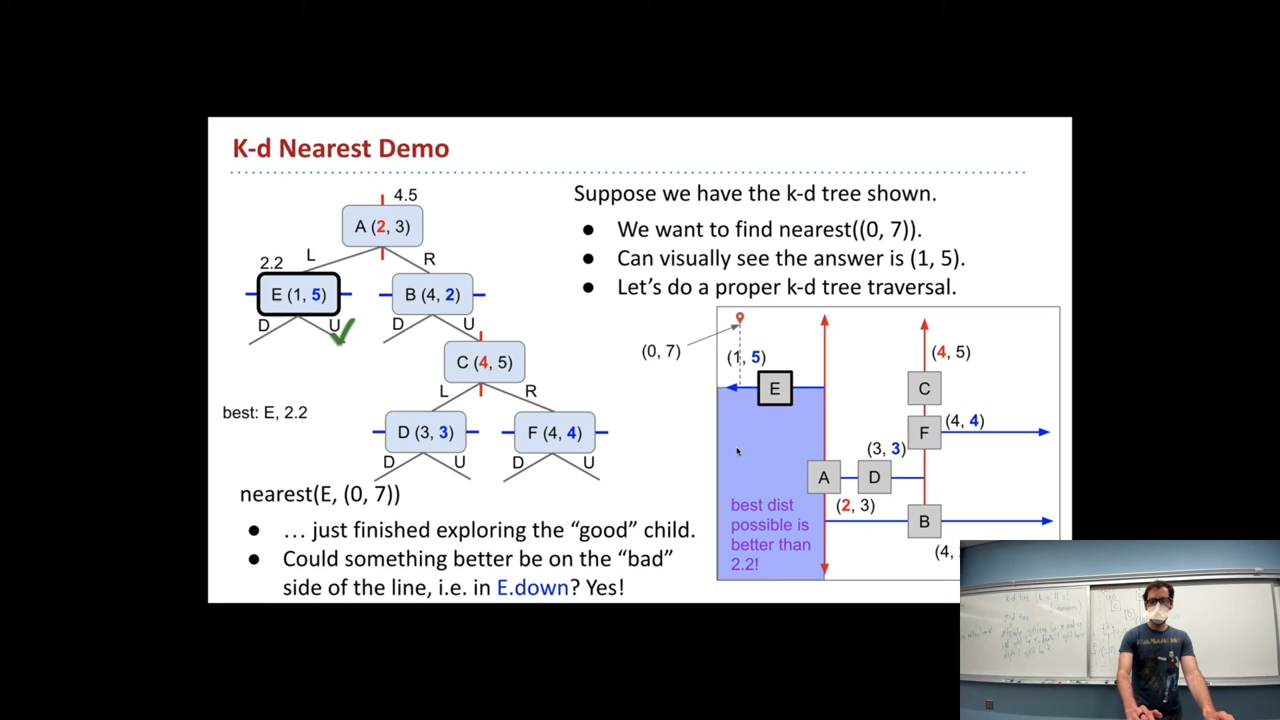 K-d Nearest Demo
4.5
A (2, 3)
L
R
2.2
E (1, 5)
B (4, 2)
D
U
D
U
C (4, 5)
L
R
best: E, 2.2
D (3, 3)
F (4, 4)
D
U
D
U
nearest(E, (0, 7))
● … just finished exploring the “good” child.
● Could something better be on the “bad”
side of the line, i.e. in E.down? Yes!
Suppose we have the k-d tree shown.
● We want to find nearest((0, 7)).
● Can visually see the answer is (1, 5).
● Let’s do a proper k-d tree traversal.
(0, 7)
(1, 5)
E
(4, 5)
C
(4, 4)
F
(3, 3)
A
D
(2, 3)
B
(4,
best dist
possible is
better than
2.2!